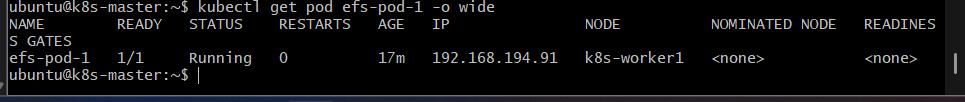 ubuntu@k8s-master:~$ kubectl get pod efs-pod-1 -o wide
NAME        READY   STATUS    RESTARTS   AGE   IP               NODE          NOMINATED NODE   READINES
S GATES
efs-pod-1   1/1     Running   0          17m   192.168.194.91   k8s-worker1   <none>           <none>
ubuntu@k8s-master:~$